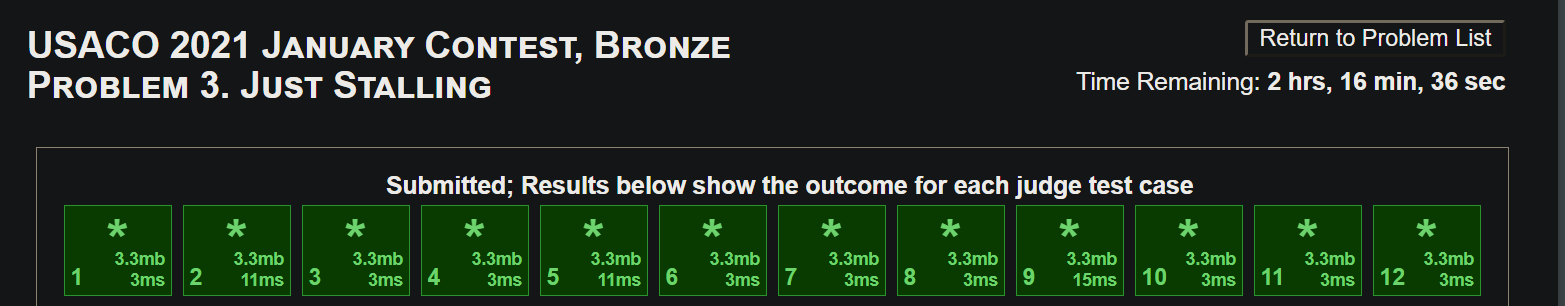 USACO 2021 January Contest, Bronze
Problem 3. Just Stalling
Return to Problem List
Time Remaining: 2 hrs, 16 min, 36 sec
Submitted; Results below show the outcome for each judge test case
* * * * * * * * * * * *
3.3mb 3.3mb 3.3mb 3.3mb 3.3mb 3.3mb 3.3mb 3.3mb 3.3mb 3.3mb 3.3mb 3.3mb
1 3ms 2 11ms 3 3ms 4 3ms 5 11ms 6 3ms 7 3ms 8 3ms 9 15ms 10 3ms 11 3ms 12 3ms